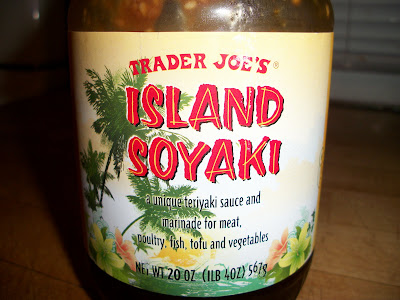 TRADER JOE'S®
ISLAND
SOYAKI
a unique teriyaki sauce and
marinade for meat,
poultry, fish, tofu and vegetables
NET WT 20 OZ (1LB 4OZ) 567g